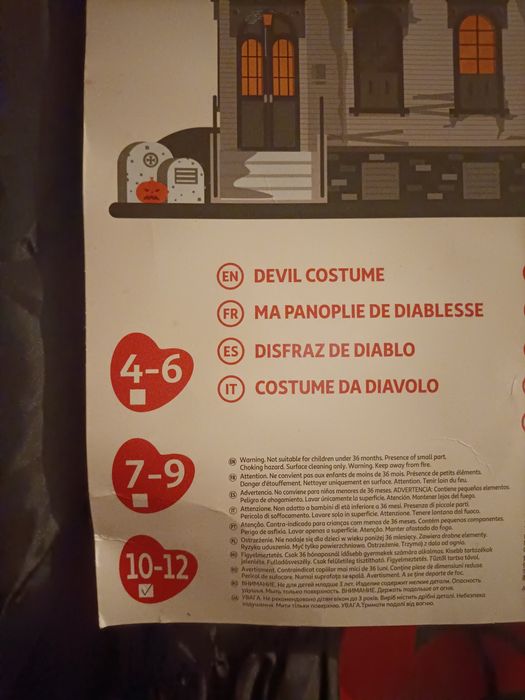 EN DEVIL COSTUME
FR MA PANOPLIE DE DIABLESSE
ES DISFRAZ DE DIABLO
IT COSTUME DA DIAVOLO
4-6
7-9
10-12
EN Warning. Not suitable for children under 36 months. Presence of small part.
Choking hazard. Surface cleaning only. Warning. Keep away from fire.
FR Attention. Ne convient pas aux enfants de moins de 36 mois. Présence de petits éléments.
Danger d'étouffement. Nettoyer uniquement en surface. Attention. Tenir loin du feu.
ES Advertencia. No conviene para niños menores de 36 meses. ADVERTENCIA: Contiene pequeños elementos.
Peligro de ahogamiento. Lavar únicamente la superficie. Atención. Mantener lejos del fuego.
IT Attenzione. Non adatto a bambini di età inferiore a 36 mesi. Presenza di piccole parti.
Pericolo di soffocamento. Lavare solo in superficie. Attenzione. Tenere lontano dal fuoco.
PT Atenção. Contra-indicado para crianças com menos de 36 meses. Contém pequenos componentes.
Perigo de asfixia. Lavar apenas a superfície. Atenção. Manter afastado do fogo.
PL Ostrzeżenie. Nie nadaje się dla dzieci w wieku poniżej 36 miesięcy. Zawiera drobne elementy.
Ryzyko uduszenia. Myć tylko powierzchniowo. Ostrzeżenie. Trzymaj z dala od ognia.
HU Figyelmeztetés. Csak 36 hónaposnál idősebb gyermekek számára alkalmas. Kisebb tartozékok
jelenléte. Fulladásveszély. Csak felületileg tisztítható. Figyelmeztetés. Tűztől tartsa távol.
RO Avertisment. Contraindicat copiilor mai mici de 36 luni. Conține piese de dimensiuni reduse
Pericol de sufocare. Numai suprafața se spală. Avertisment. A se ține departe de foc.
RU ВНИМАНИЕ. Не для детей младше 3 лет. Изделие содержит мелкие детали. Опасность
удушья. Мыть только поверхность. ВНИМАНИЕ. Держать подальше от огня.
UA УВАГА. Не рекомендовано дітям віком до 3 років. Виріб містить дрібні деталі. Небезпека
задушення. Мити тільки поверхню. УВАГА. Тримати подалі від вогню.